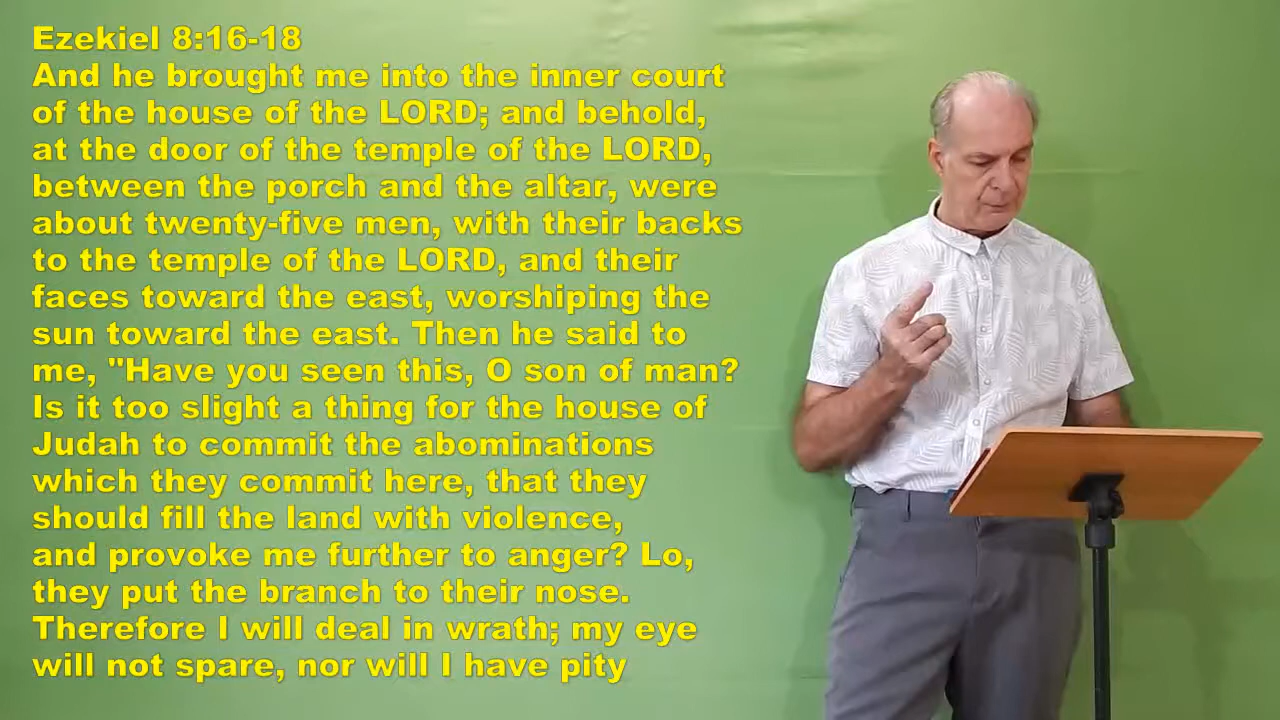 Ezekiel 8:16-18
And he brought me into the inner court
of the house of the LORD; and behold,
at the door of the temple of the LORD,
between the porch and the altar, were
about twenty-five men, with their backs
to the temple of the LORD, and their
faces toward the east, worshiping the
sun toward the east. Then he said to
me, "Have you seen this, O son of man?
Is it too slight a thing for the house of
Judah to commit the abominations
which they commit here, that they
should fill the land with violence,
and provoke me further to anger? Lo,
they put the branch to their nose.
Therefore I will deal in wrath; my eye
will not spare, nor will I have pity